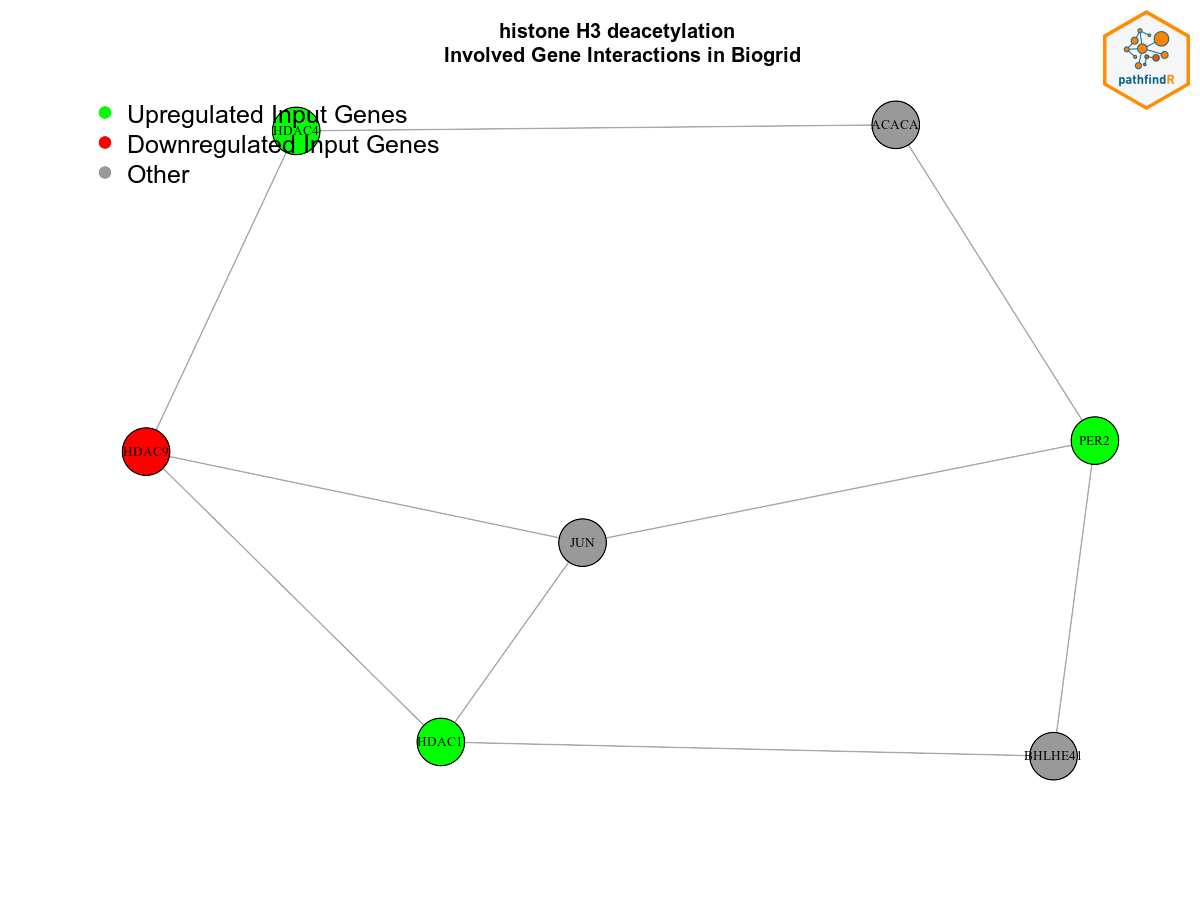 histone H3 deacetylation
Involved Gene Interactions in Biogrid
pathfindR
Upregulated Input Genes
Downregulated Input Genes
Other
HDAC4
ACACA
HDAC9
PER2
JUN
HDAC1
BHLHE41